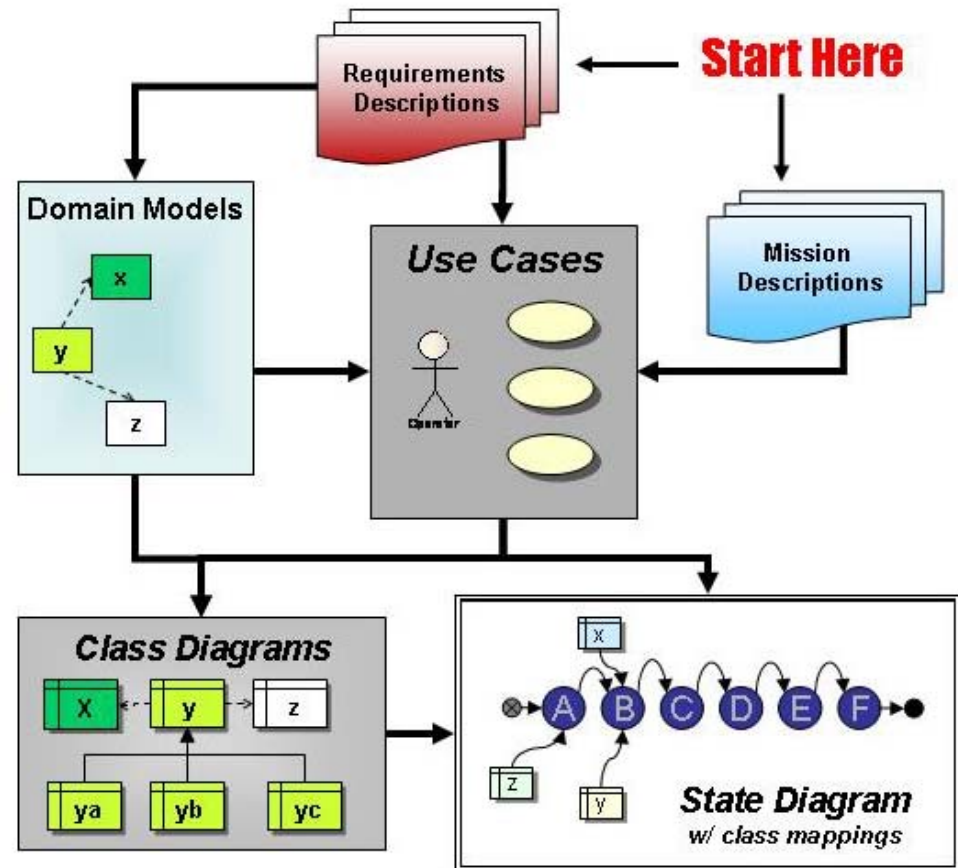 Start Here
Requirements
Descriptions
Domain Models
x
y
z
Use Cases
Operator
Mission
Descriptions
Class Diagrams
X
y
z
ya
yb
yc
x
A
B
C
D
E
F
z
y
State Diagram
w/ class mappings